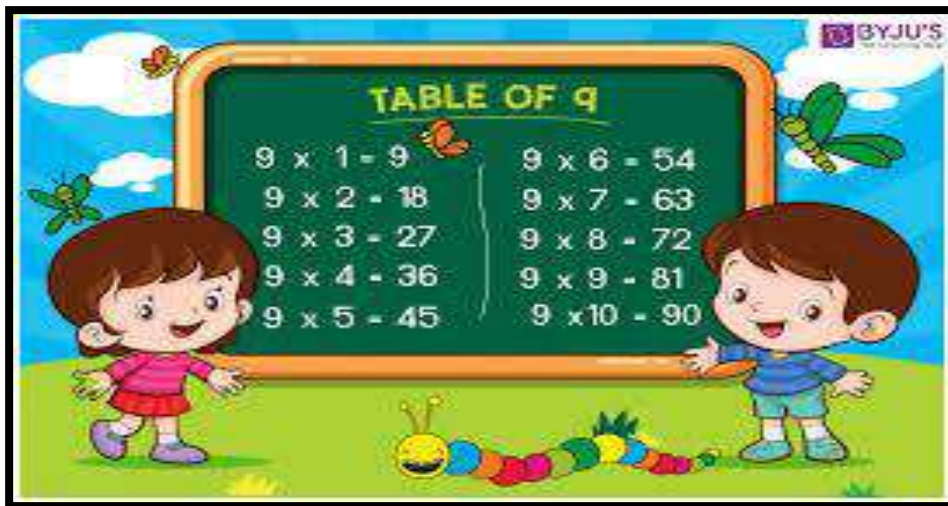 BYJU'S
TABLE OF 9
9 x 1 = 9
9 x 2 = 18
9 x 3 = 27
9 x 4 = 36
9 x 5 = 45
9 x 6 = 54
9 x 7 = 63
9 x 8 = 72
9 x 9 = 81
9 x10 = 90